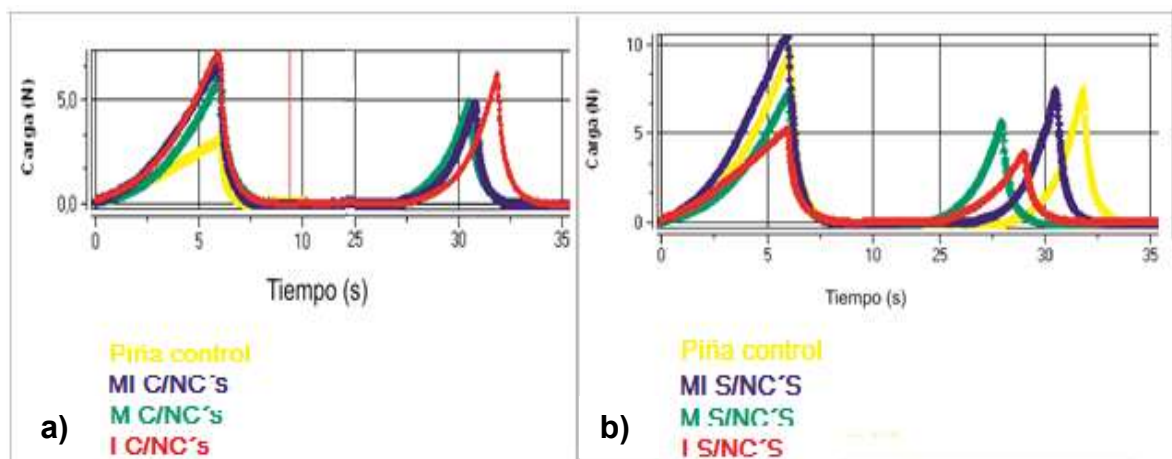 Carga (N)
5,0
0,0
0 5 10 25 30 35
Tiempo (s)
Piña control
MI C/NC´s
M C/NC´s
I C/NC´s
a)
Carga (N)
10
5
0
0 5 10 25 30 35
Tiempo (s)
Piña control
MI S/NC´S
M S/NC´S
I S/NC´S
b)